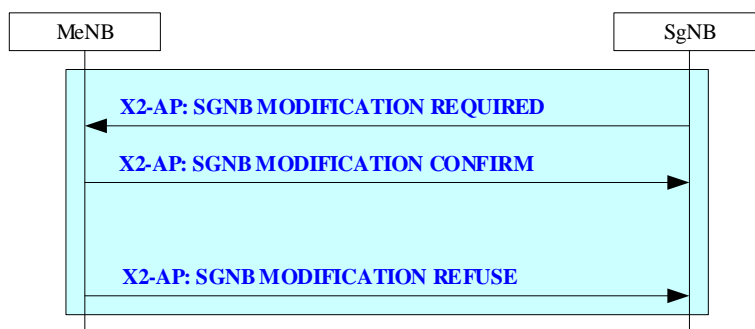 MeNB
SgNB
X2-AP: SGNB MODIFICATION REQUIRED
X2-AP: SGNB MODIFICATION CONFIRM
X2-AP: SGNB MODIFICATION REFUSE